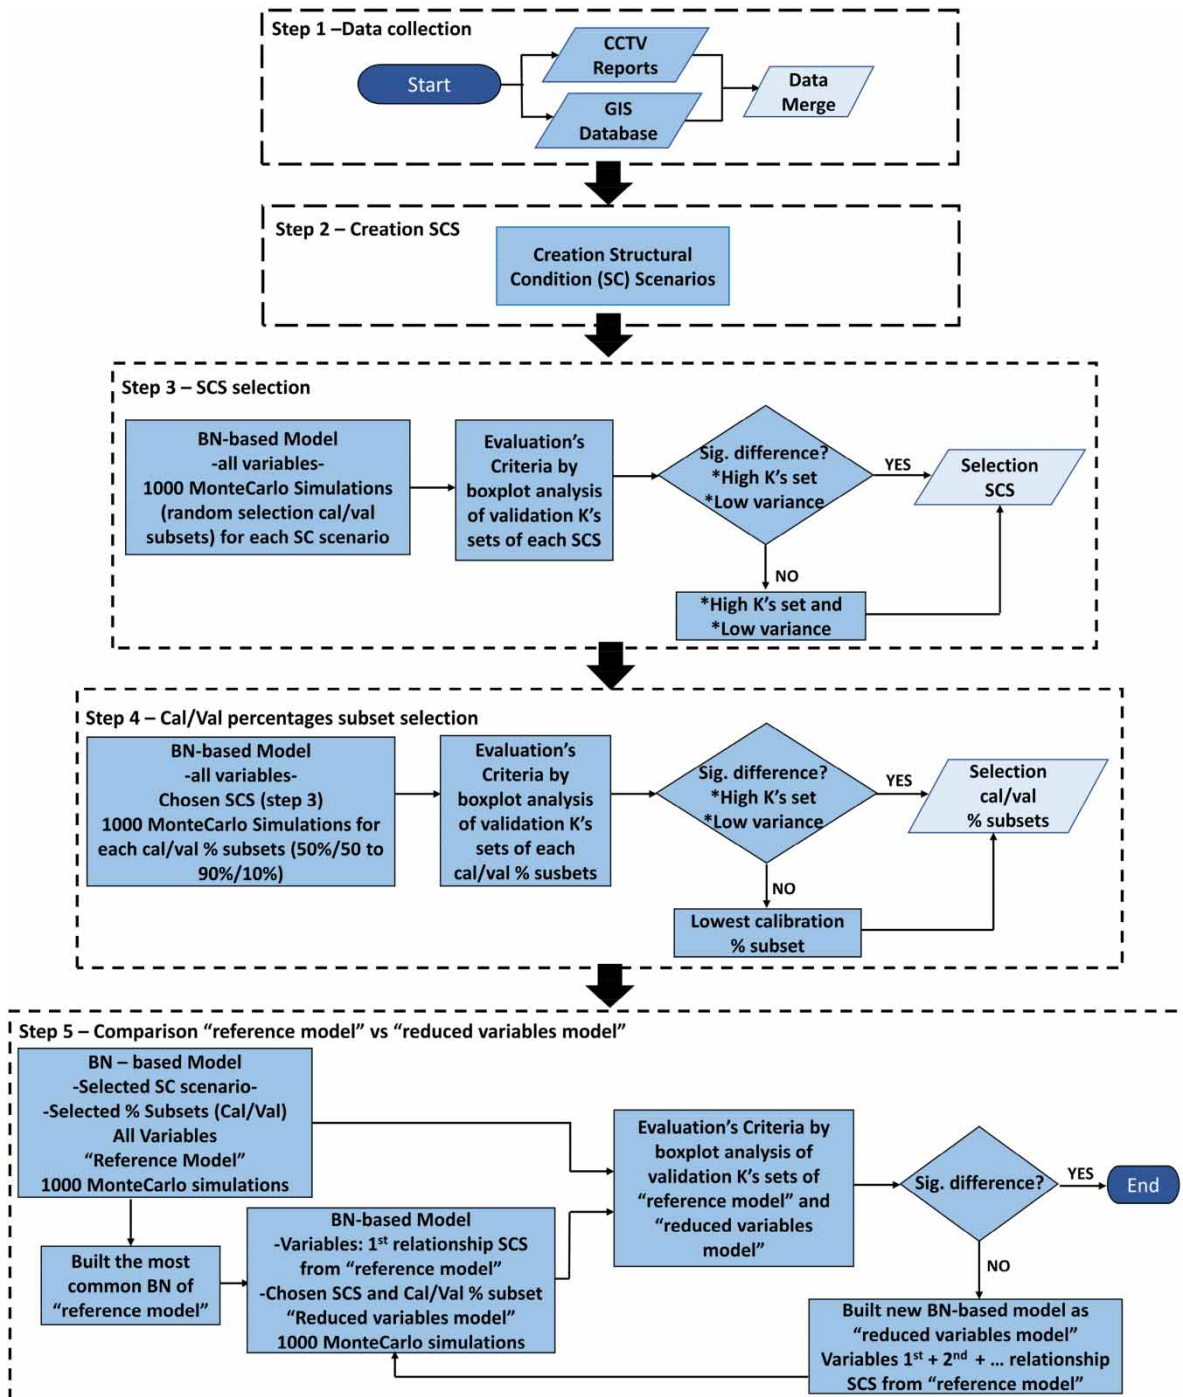 Step 1 –Data collection
Start
CCTV
Reports
GIS
Database
Data
Merge
Step 2 – Creation SCS
Creation Structural
Condition (SC) Scenarios
Step 3 – SCS selection
BN-based Model
-all variables-
1000 MonteCarlo Simulations
(random selection cal/val
subsets) for each SC scenario
Evaluation's
Criteria by
boxplot analysis
of validation K's
sets of each SCS
Sig. difference?
*High K's set
*Low variance
YES
Selection
SCS
NO
*High K's set and
*Low variance
Step 4 – Cal/Val percentages subset selection
BN-based Model
-all variables-
Chosen SCS (step 3)
1000 MonteCarlo Simulations for
each cal/val % subsets (50%/50 to
90%/10%)
Evaluation's
Criteria by
boxplot analysis
of validation K's
sets of each
cal/val % susbets
Sig. difference?
*High K's set
*Low variance
YES
Selection
cal/val
% subsets
NO
Lowest calibration
% subset
Step 5 – Comparison “reference model” vs “reduced variables model”
BN – based Model
-Selected SC scenario-
-Selected % Subsets (Cal/Val)
All Variables
“Reference Model”
1000 MonteCarlo simulations
Built the most
common BN of
“reference model”
BN-based Model
-Variables: 1st relationship SCS
from “reference model”
-Chosen SCS and Cal/Val % subset
“Reduced variables model”
1000 MonteCarlo simulations
Evaluation's Criteria by
boxplot analysis of
validation K's sets of
“reference model” and
“reduced variables
model”
Sig. difference?
YES
End
NO
Built new BN-based model as
“reduced variables model”
Variables 1st + 2nd + ... relationship
SCS from “reference model”